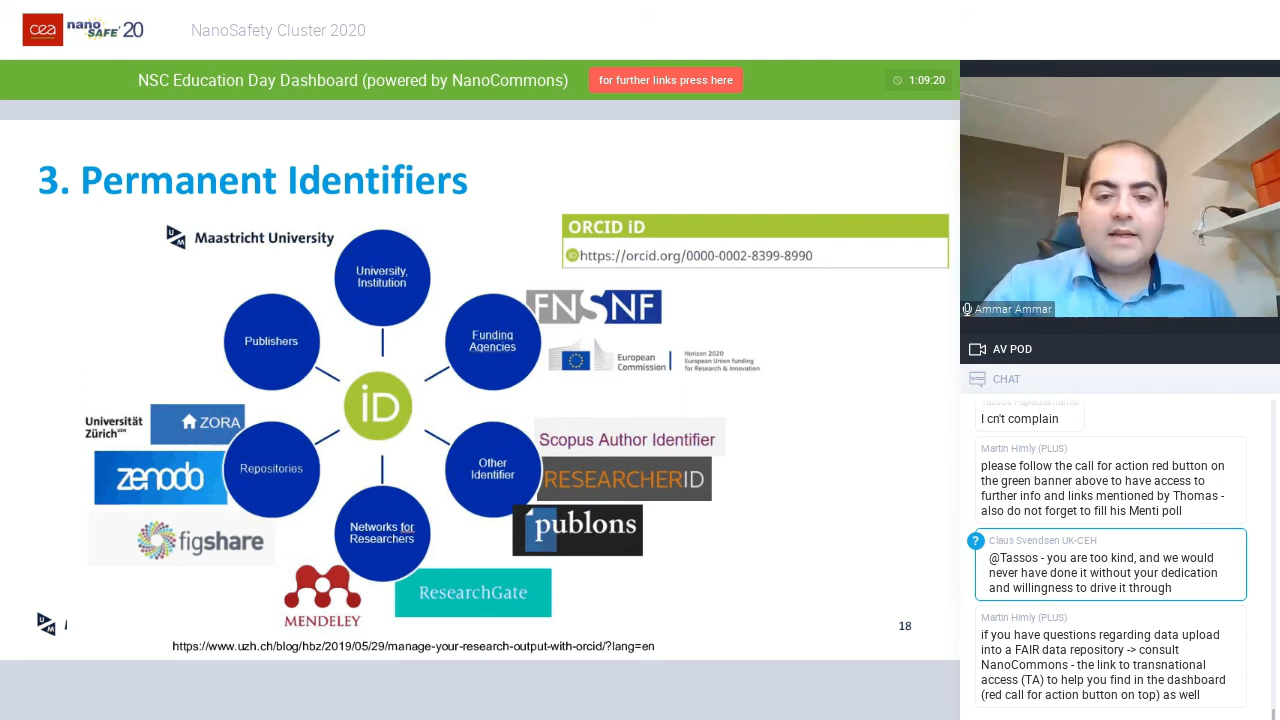 cea nano SAFE' 20
NanoSafety Cluster 2020
NSC Education Day Dashboard (powered by NanoCommons)
for further links press here
1:09:20
3. Permanent Identifiers
Maastricht University
University,
Institution
ORCID iD
iD https://orcid.org/0000-0002-8399-8990
Publishers
Funding
Agencies
FNSNF
European
Commission
Horizon 2020
European Union funding
for Research & Innovation
iD
Universität
Zürich UZH
ZORA
zenodo
figshare
Repositories
Other
Identifier
Scopus Author Identifier
RESEARCHERID
publons
Networks for
Researchers
MENDELEY
ResearchGate
18
https://www.uzh.ch/blog/hbz/2019/05/29/manage-your-research-output-with-orcid/?lang=en
Ammar Ammar
AV POD
CHAT
I cn't complain
Martin Himly (PLUS)
please follow the call for action red button on
the green banner above to have access to
further info and links mentioned by Thomas -
also do not forget to fill his Menti poll
?
Claus Svendsen UK-CEH
@Tassos - you are too kind, and we would
never have done it without your dedication
and willingness to drive it through
Martin Himly (PLUS)
if you have questions regarding data upload
into a FAIR data repository -> consult
NanoCommons - the link to transnational
access (TA) to help you find in the dashboard
(red call for action button on top) as well